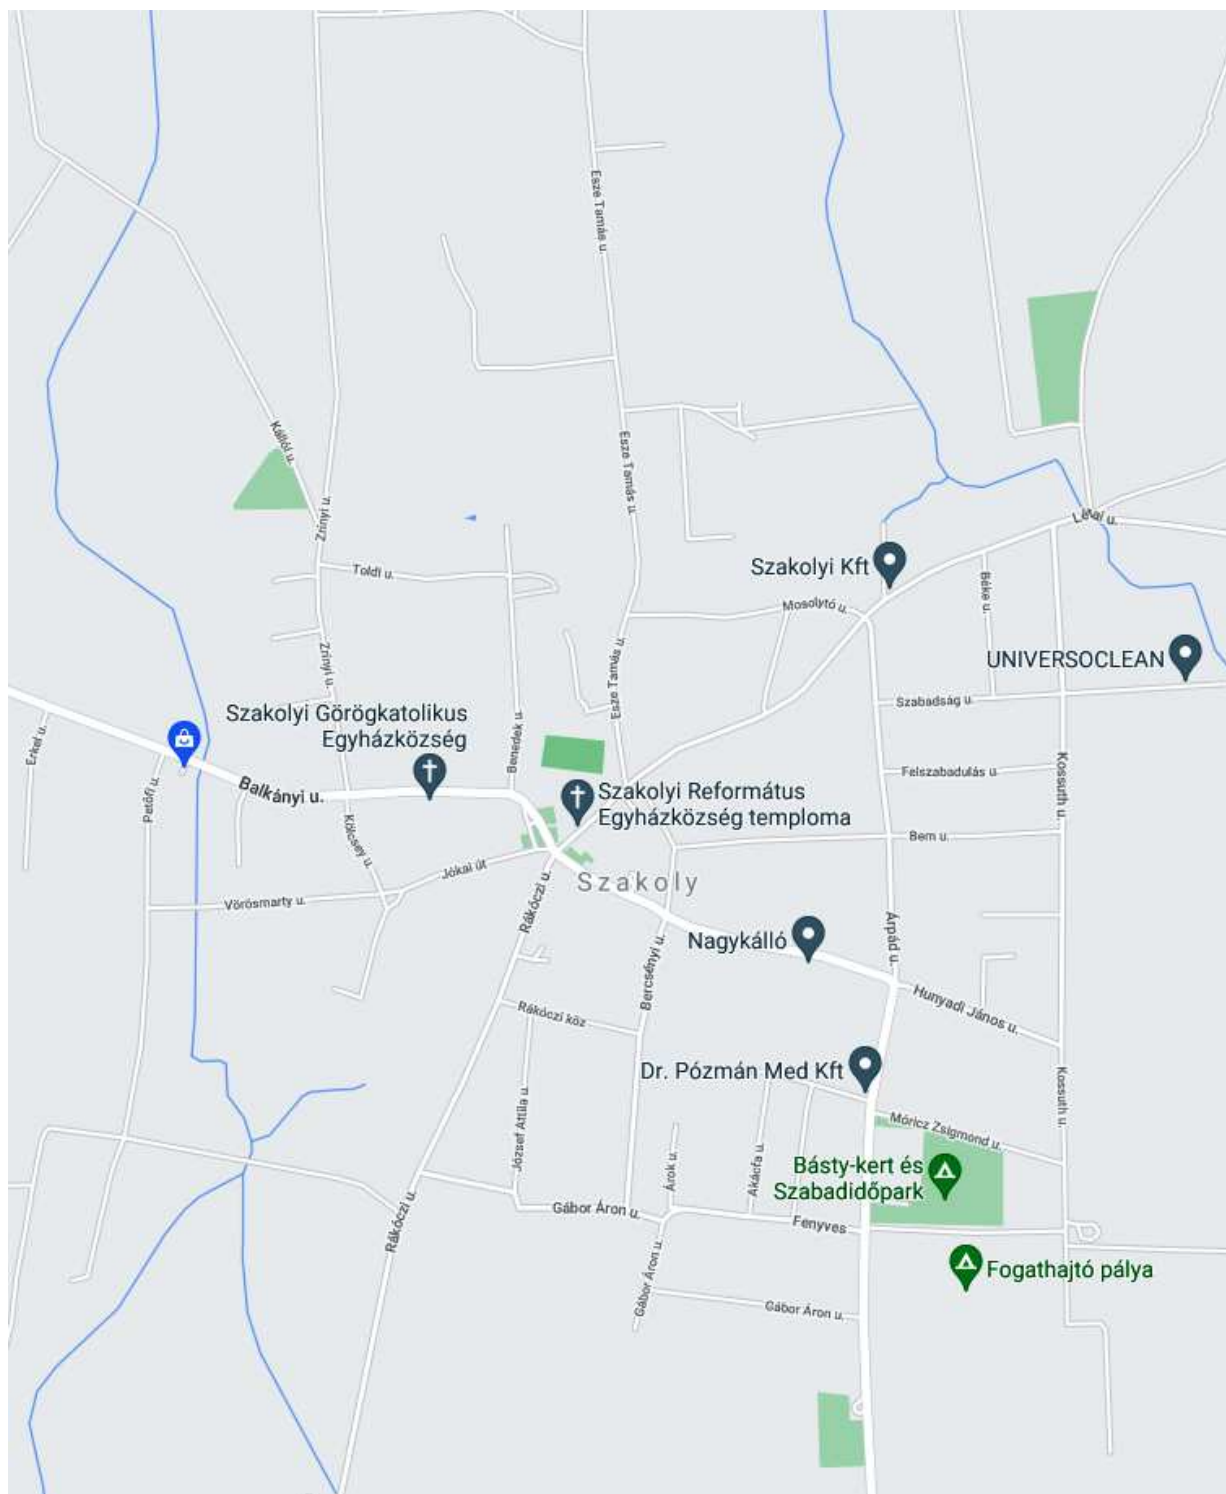 Esze Tamás u.
Kállói u.
Esze Tamás u.
Zrínyi u.
Létai u.
Toldi u.
Szakolyi Kft
Béke u.
Mosolytó u.
Zrínyi u.
Esze Tamás u.
UNIVERSOCLEAN
Szabadság u.
Szakolyi Görögkatolikus
Egyházközség
Benedek u.
Erkel u.
Petőfi u.
Balkányi u.
Felszabadulás u.
Kossuth u.
Szakolyi Református
Egyházközség temploma
Kölcsey u.
Bem u.
Jókai út
Szakoly
Vörösmarty u.
Rákóczi u.
Árpád u.
Nagykálló
Bercsényi u.
Hunyadi János u.
Rákóczi köz
Dr. Pózmán Med Kft
Kossuth u.
József Attila u.
Móricz Zsigmond u.
Árok u.
Akácfa u.
Básty-kert és
Szabadidőpark
Rákóczi u.
Gábor Áron u.
Fenyves
Gábor Áron u.
Fogathajtó pálya
Gábor Áron u.